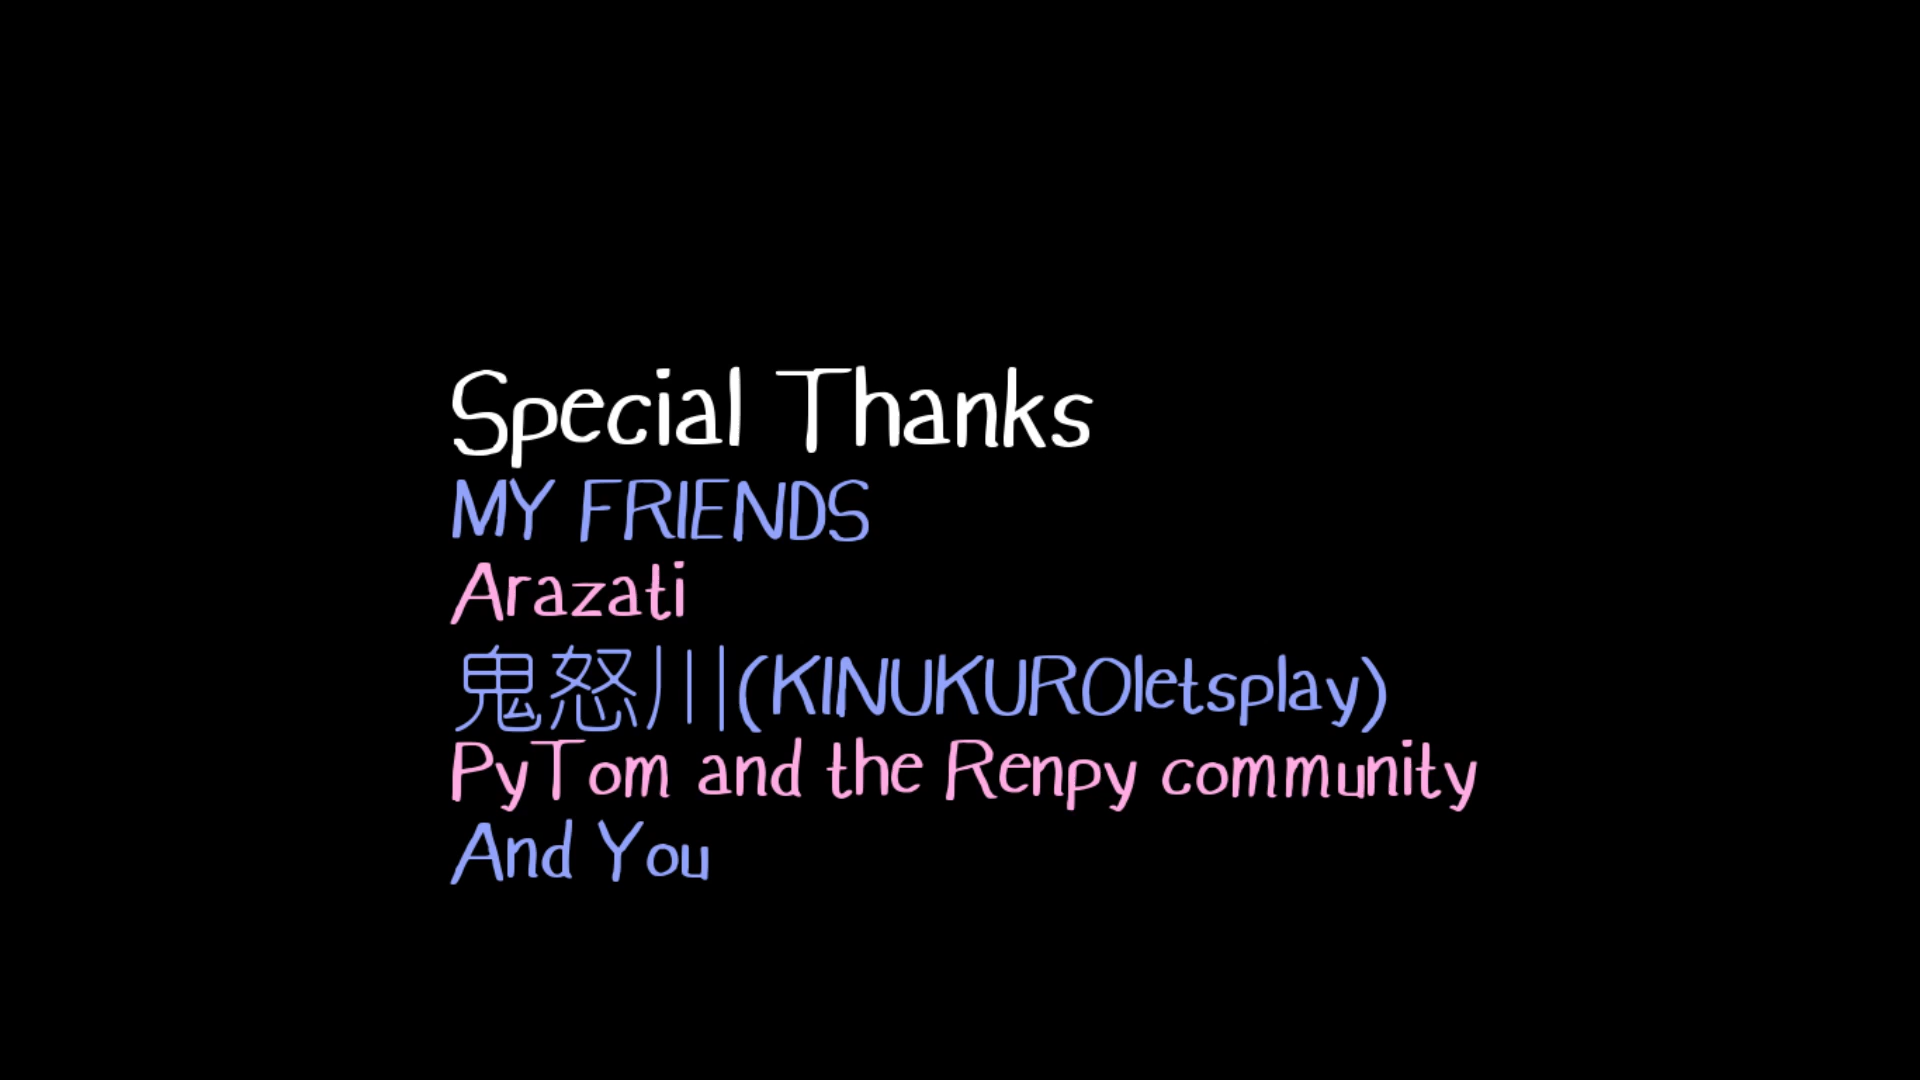 Special Thanks
MY FRIENDS
Arazati
鬼怒川(KINUKUROletsplay)
PyTom and the Renpy community
And You